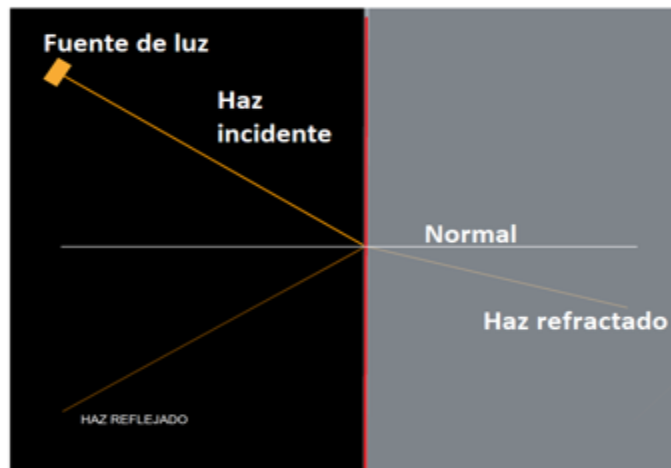 Fuente de luz
Haz
incidente
Normal
Haz refractado
HAZ REFLEJADO